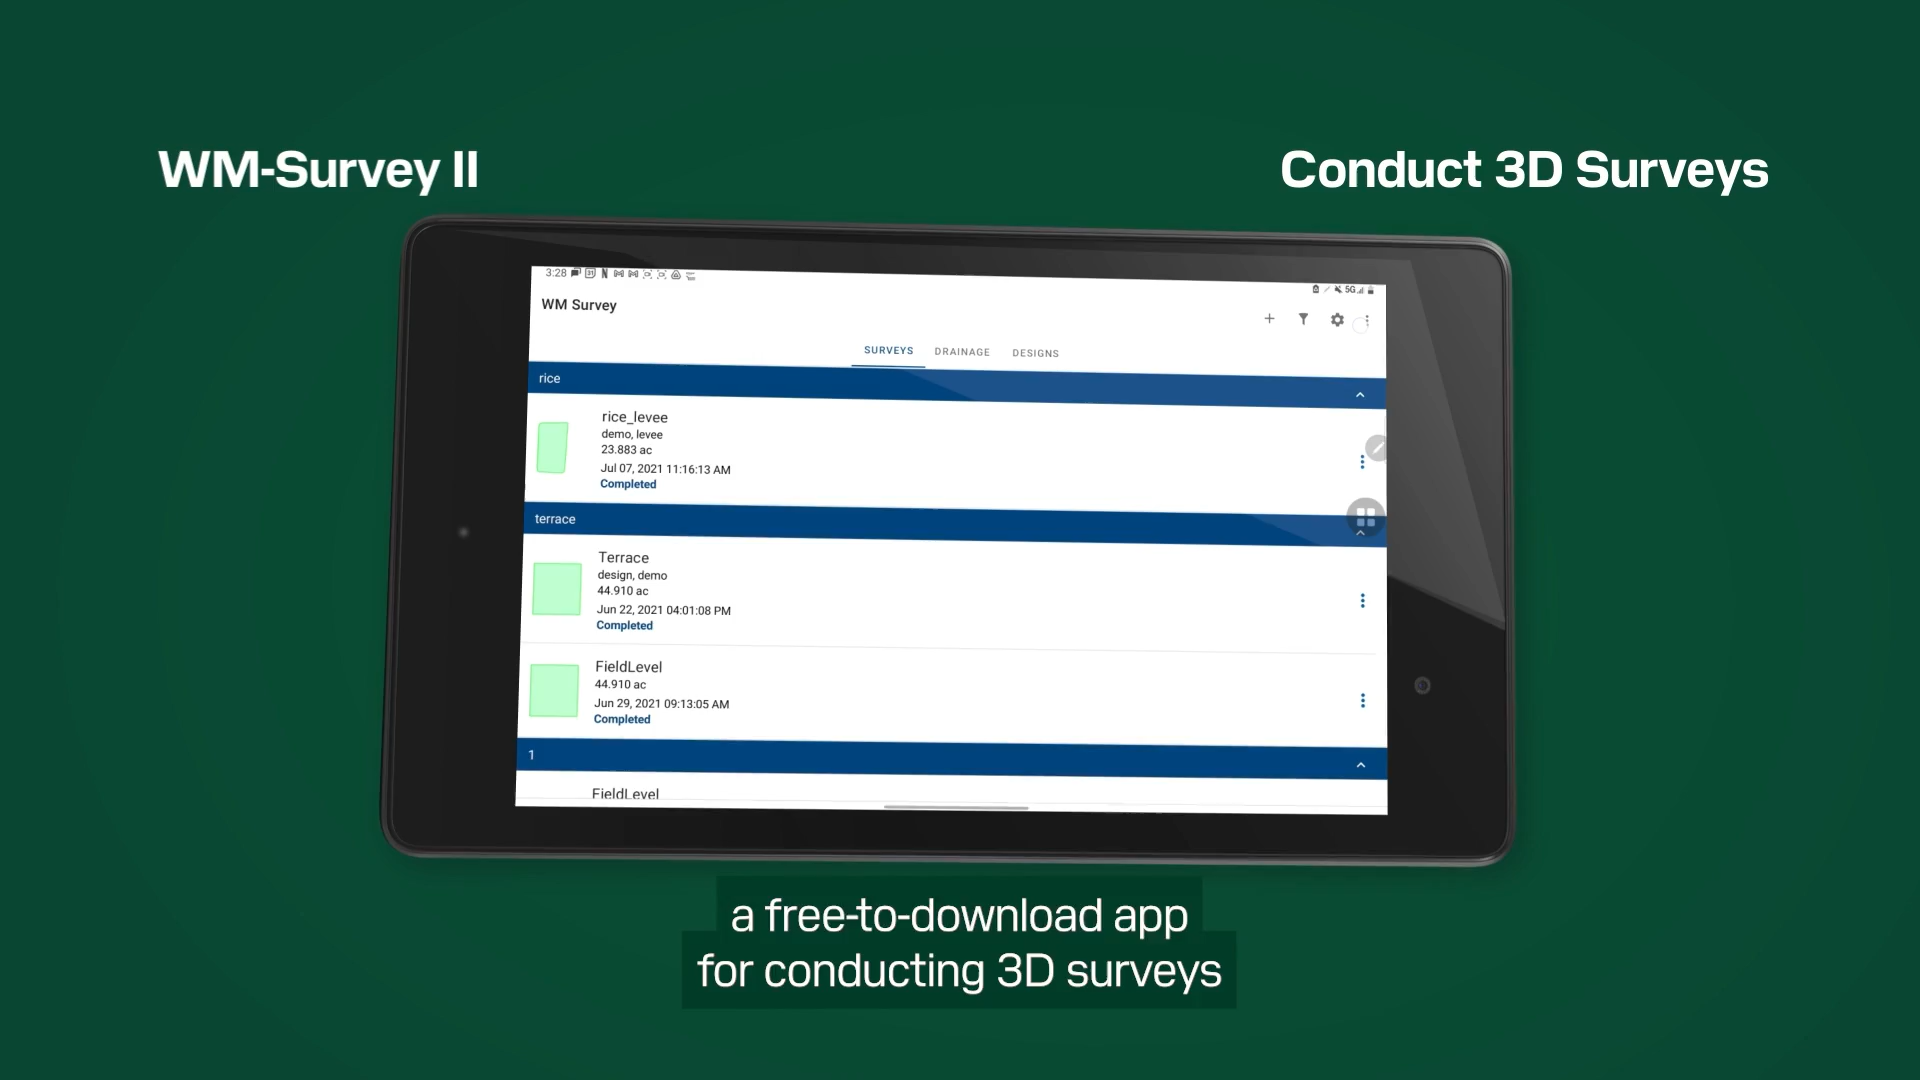 WM-Survey II
Conduct 3D Surveys
3:28
5G
WM Survey
SURVEYS DRAINAGE DESIGNS
rice
rice_levee
demo, levee
23.883 ac
Jul 07, 2021 11:16:13 AM
Completed
terrace
Terrace
design, demo
44.910 ac
Jun 22, 2021 04:01:08 PM
Completed
FieldLevel
44.910 ac
Jun 29, 2021 09:13:05 AM
Completed
1
FieldLevel
a free-to-download app
for conducting 3D surveys